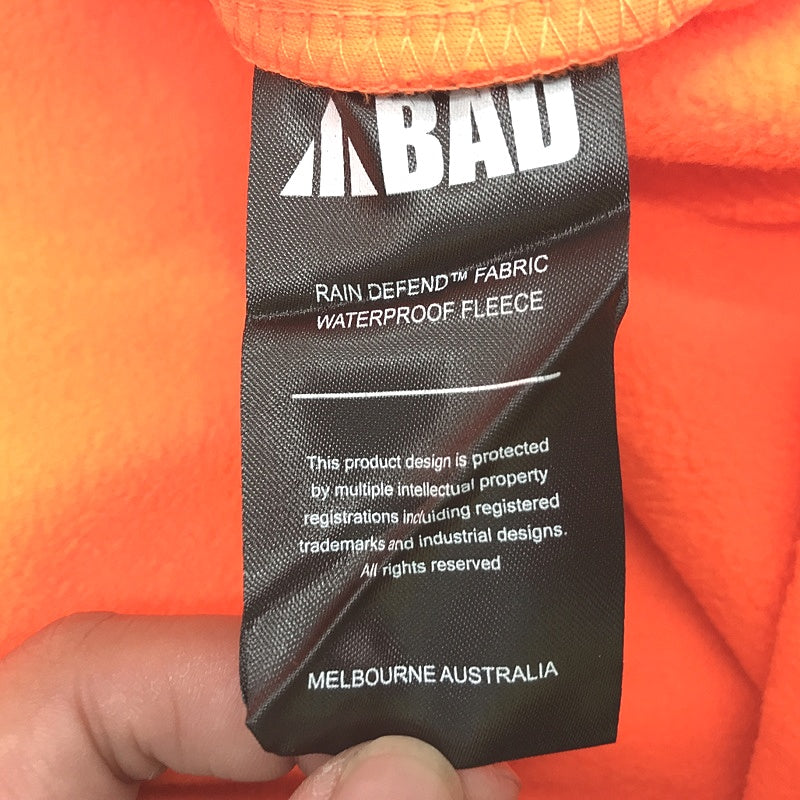 BAD
RAIN DEFEND™ FABRIC
WATERPROOF FLEECE
This product design is protected
by multiple intellectual property
registrations including registered
trademarks and industrial designs.
All rights reserved
MELBOURNE AUSTRALIA